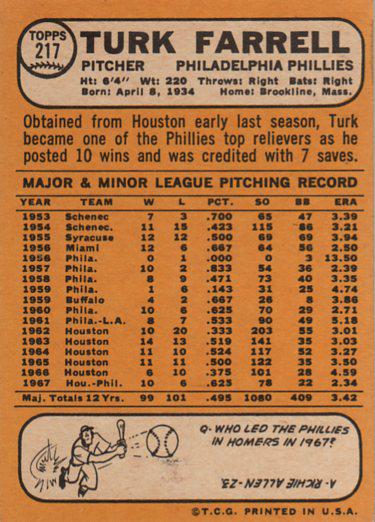 TOPPS
217
TURK FARRELL
PITCHER PHILADELPHIA PHILLIES
Ht: 6'4" Wt: 220 Throws: Right Bats: Right
Born: April 8, 1934 Home: Brookline, Mass.
Obtained from Houston early last season, Turk
became one of the Phillies top relievers as he
posted 10 wins and was credited with 7 saves.
MAJOR & MINOR LEAGUE PITCHING RECORD
YEAR TEAM W L PCT. SO BB ERA
1953 Schenec 7 3 .700 65 47 3.39
1954 Schenec. 11 15 .423 115 86 3.21
1955 Syracuse 12 12 .500 69 69 3.94
1956 Miami 12 6 .667 64 56 2.50
1956 Phila. 0 1 .000 0 3 13.50
1957 Phila. 10 2 .833 54 36 2.39
1958 Phila. 8 9 .471 73 40 3.35
1959 Phila. 1 6 .143 31 25 4.74
1959 Buffalo 4 2 .667 26 8 3.86
1960 Phila. 10 6 .625 70 29 2.71
1961 Phila.-L.A. 8 7 .533 90 49 5.18
1962 Houston 10 20 .333 203 55 3.01
1963 Houston 14 13 .519 141 35 3.03
1964 Houston 11 10 .524 117 52 3.27
1965 Houston 11 11 .500 122 35 3.50
1966 Houston 6 10 .375 101 28 4.59
1967 Hou.-Phil. 10 6 .625 78 22 2.34
Maj. Totals 12 Yrs. 99 101 .495 1080 409 3.42
Q-WHO LED THE PHILLIES
IN HOMERS IN 1967?
A-RICHIE ALLEN-23.
©T.C.G. PRINTED IN U.S.A.